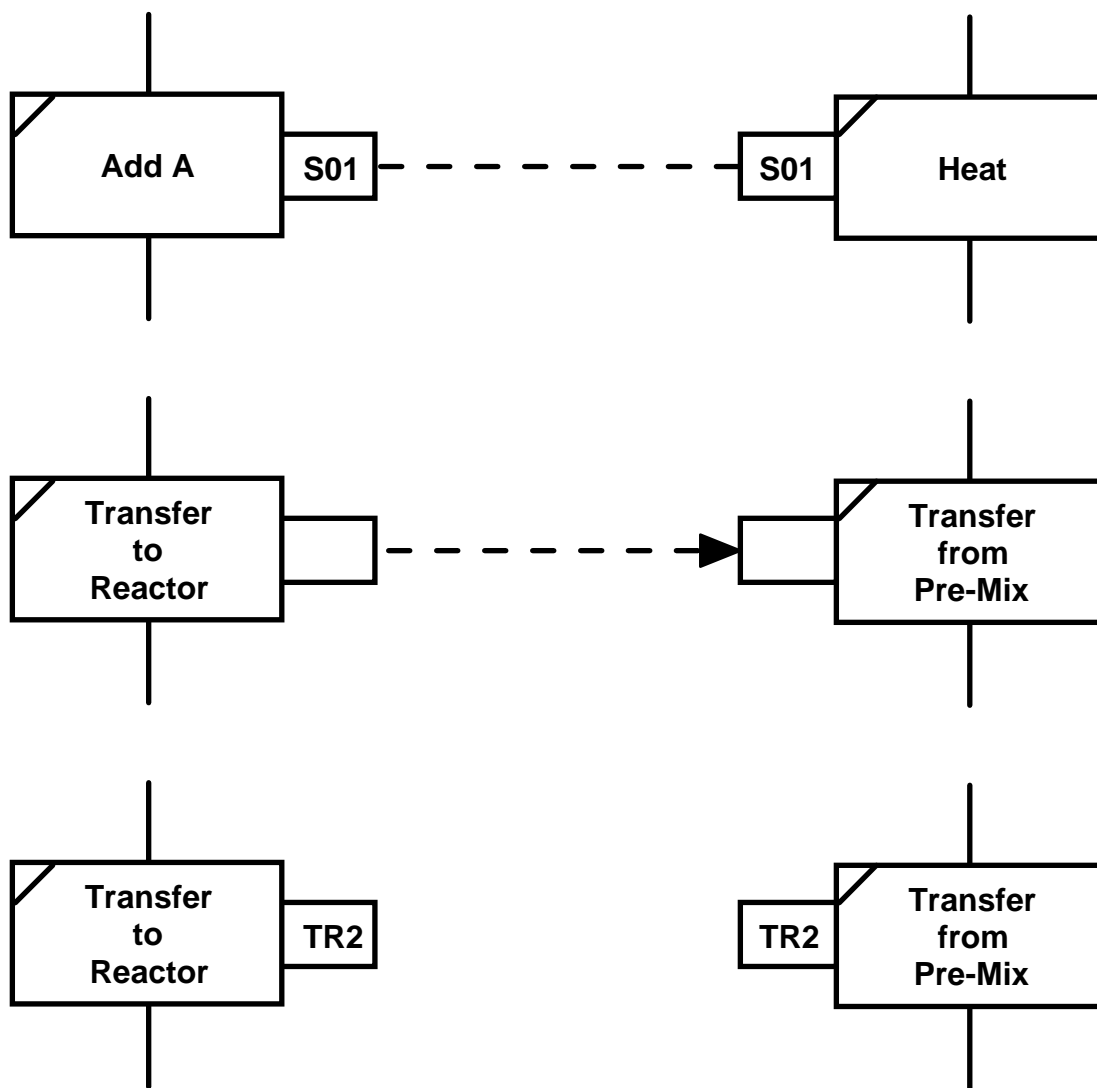 Add A
S01
S01
Heat
Transfer
to
Reactor
Transfer
from
Pre-Mix
Transfer
to
Reactor
TR2
TR2
Transfer
from
Pre-Mix